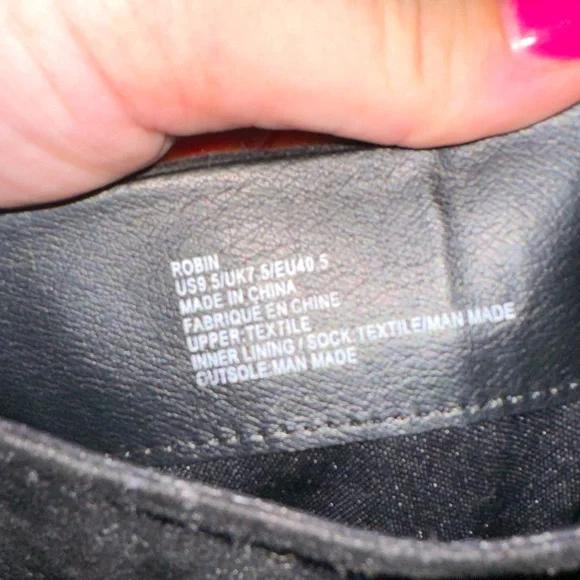 ROBIN
US9.5/UK7.5/EU40.5
MADE IN CHINA
FABRIQUE EN CHINE
UPPER:TEXTILE
INNER LINING / SOCK:TEXTILE/MAN MADE
OUTSOLE:MAN MADE